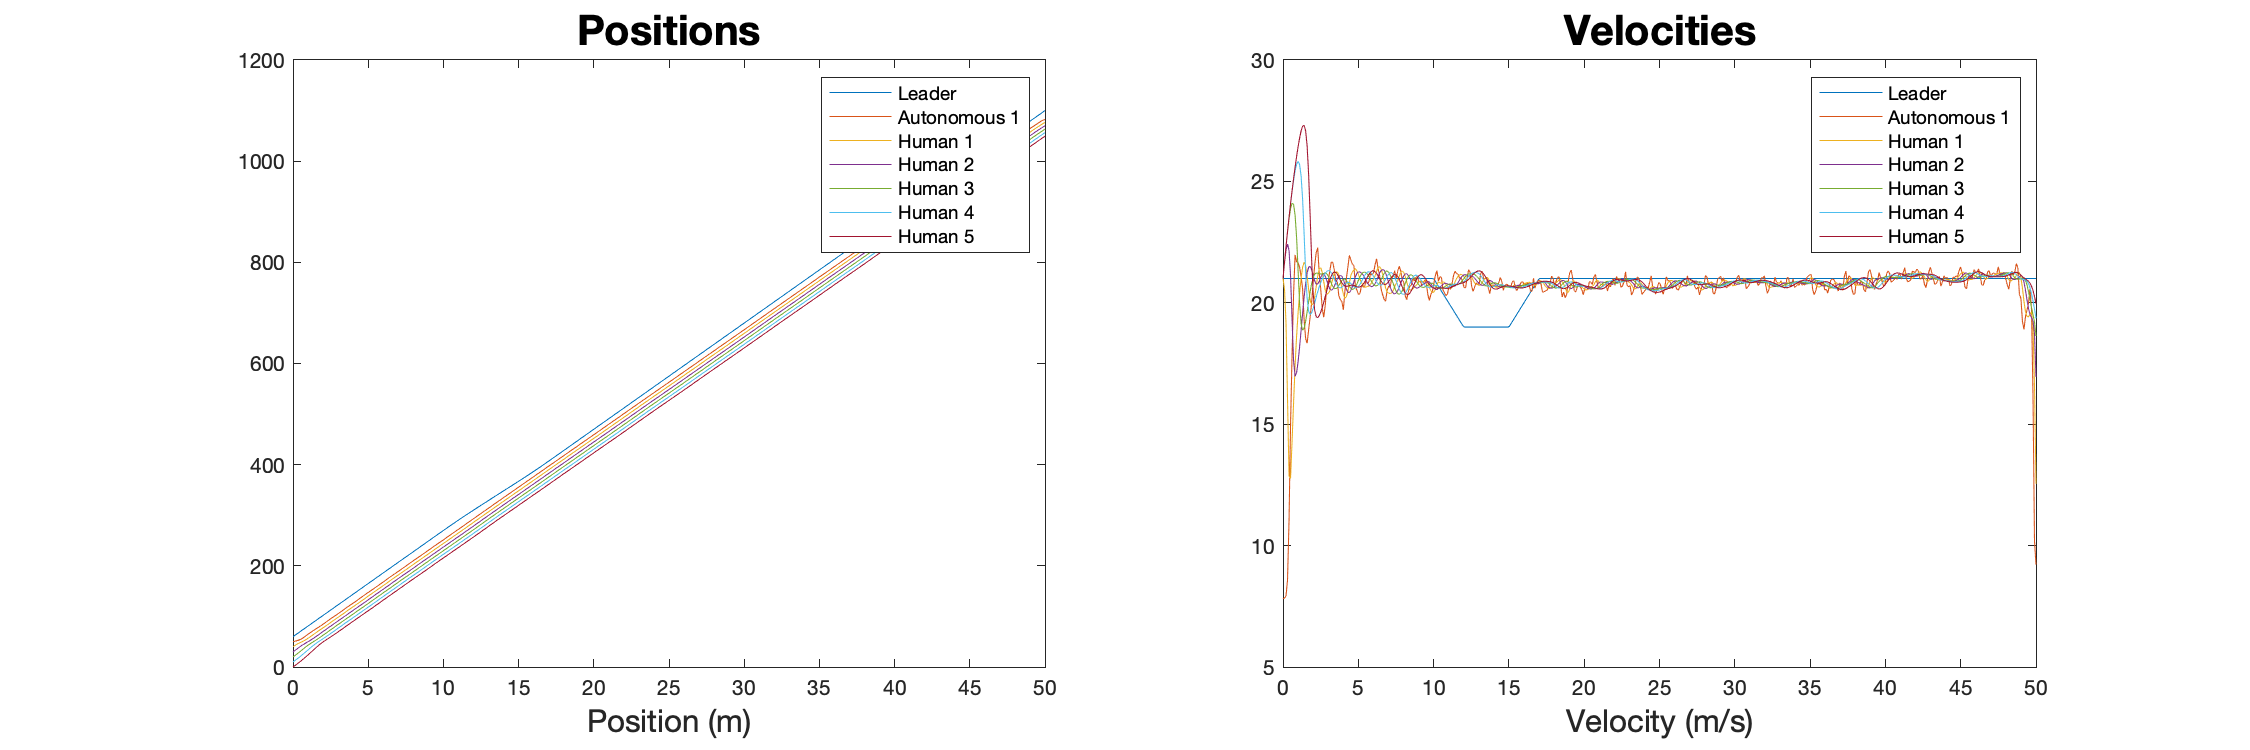 Positions
1200
1000
800
600
400
200
0
0 5 10 15 20 25 30 35 40 45 50
Position (m)
Leader
Autonomous 1
Human 1
Human 2
Human 3
Human 4
Human 5
Velocities
30
25
20
15
10
5
0 5 10 15 20 25 30 35 40 45 50
Velocity (m/s)
Leader
Autonomous 1
Human 1
Human 2
Human 3
Human 4
Human 5